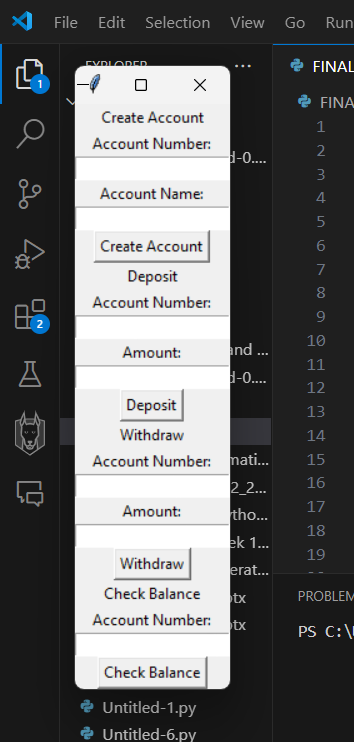 File Edit Selection View Go Run
EXPLORER
FINAL
FINA
Create Account
Account Number:
Account Name:
Create Account
Deposit
Account Number:
Amount:
Deposit
Withdraw
Account Number:
Amount:
Withdraw
Check Balance
Account Number:
Check Balance
1
2
d-0....
and ...
d-0....
mati...
2_2...
ytho...
ek 1...
erat...
otx
otx
Untitled-1.py
Untitled-6.py
1
2
3
4
5
6
7
8
9
10
11
12
13
14
15
16
17
18
19
PROBLEM
PS C:\